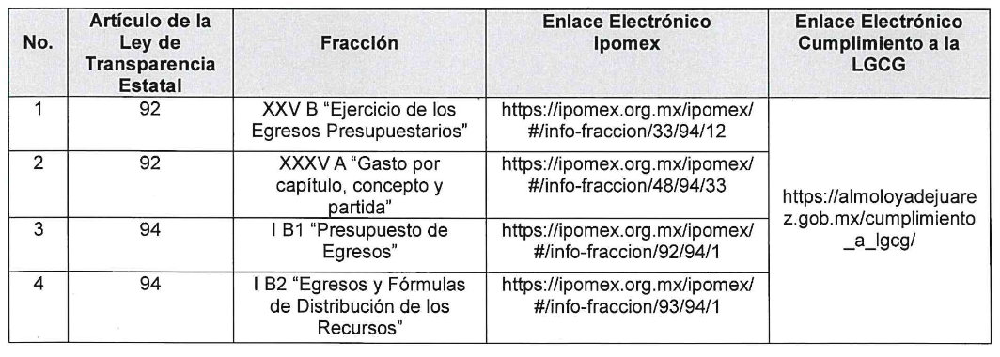 No.
Artículo de la
Ley de
Transparencia
Estatal
Fracción
Enlace Electrónico
Ipomex
Enlace Electrónico
Cumplimiento a la
LGCG
1
92
XXV B “Ejercicio de los
Egresos Presupuestarios”
https://ipomex.org.mx/ipomex/
#/info-fraccion/33/94/12
2
92
XXXV A “Gasto por
capítulo, concepto y
partida”
https://ipomex.org.mx/ipomex/
#/info-fraccion/48/94/33
3
94
I B1 “Presupuesto de
Egresos”
https://ipomex.org.mx/ipomex/
#/info-fraccion/92/94/1
4
94
I B2 “Egresos y Fórmulas
de Distribución de los
Recursos”
https://ipomex.org.mx/ipomex/
#/info-fraccion/93/94/1
https://almoloyadejuare
z.gob.mx/cumplimiento
_a_lgcg/